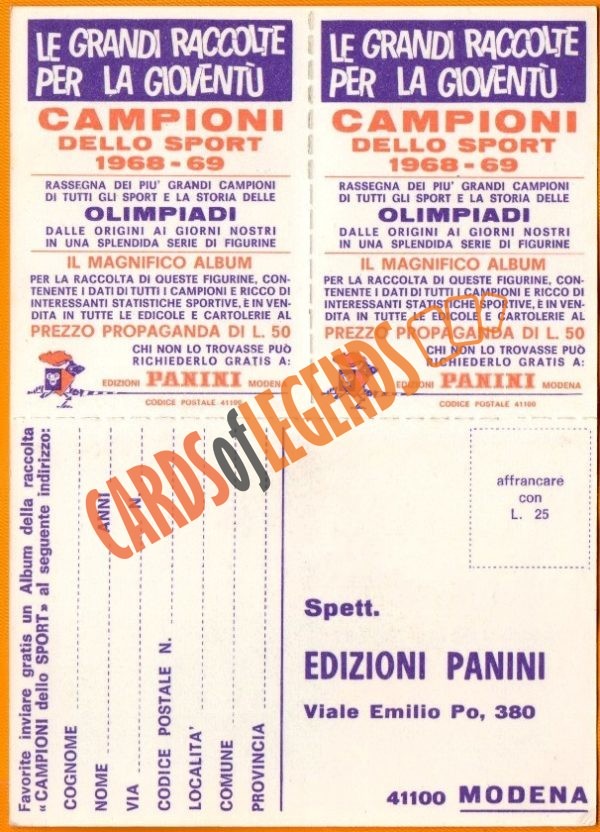 LE GRANDI RACCOLTE
PER LA GIOVENTÙ
CAMPIONI
DELLO SPORT
1968-69
RASSEGNA DEI PIU' GRANDI CAMPIONI
DI TUTTI GLI SPORT E LA STORIA DELLE
OLIMPIADI
DALLE ORIGINI AI GIORNI NOSTRI
IN UNA SPLENDIDA SERIE DI FIGURINE
IL MAGNIFICO ALBUM
PER LA RACCOLTA DI QUESTE FIGURINE, CON-
TENENTE I DATI DI TUTTI I CAMPIONI E RICCO DI
INTERESSANTI STATISTICHE SPORTIVE, È IN VEN-
DITA IN TUTTE LE EDICOLE E CARTOLERIE AL
PREZZO PROPAGANDA DI L. 50
CHI NON LO TROVASSE PUÒ
RICHIEDERLO GRATIS A:
EDIZIONI PANINI MODENA
CODICE POSTALE 41100
LE GRANDI RACCOLTE
PER LA GIOVENTÙ
CAMPIONI
DELLO SPORT
1968-69
RASSEGNA DEI PIU' GRANDI CAMPIONI
DI TUTTI GLI SPORT E LA STORIA DELLE
OLIMPIADI
DALLE ORIGINI AI GIORNI NOSTRI
IN UNA SPLENDIDA SERIE DI FIGURINE
IL MAGNIFICO ALBUM
PER LA RACCOLTA DI QUESTE FIGURINE, CON-
TENENTE I DATI DI TUTTI I CAMPIONI E RICCO DI
INTERESSANTI STATISTICHE SPORTIVE, È IN VEN-
DITA IN TUTTE LE EDICOLE E CARTOLERIE AL
PREZZO PROPAGANDA DI L. 50
CHI NON LO TROVASSE PUÒ
RICHIEDERLO GRATIS A:
EDIZIONI PANINI MODENA
CODICE POSTALE 41100
CARDS of LEGENDS
Favorite inviare gratis un Album della raccolta
«CAMPIONI dello SPORT» al seguente indirizzo:
COGNOME
NOME ANNI
VIA N.
CODICE POSTALE N.
LOCALITA'
COMUNE
PROVINCIA
affrancare
con
L. 25
Spett.
EDIZIONI PANINI
Viale Emilio Po, 380
41100 MODENA